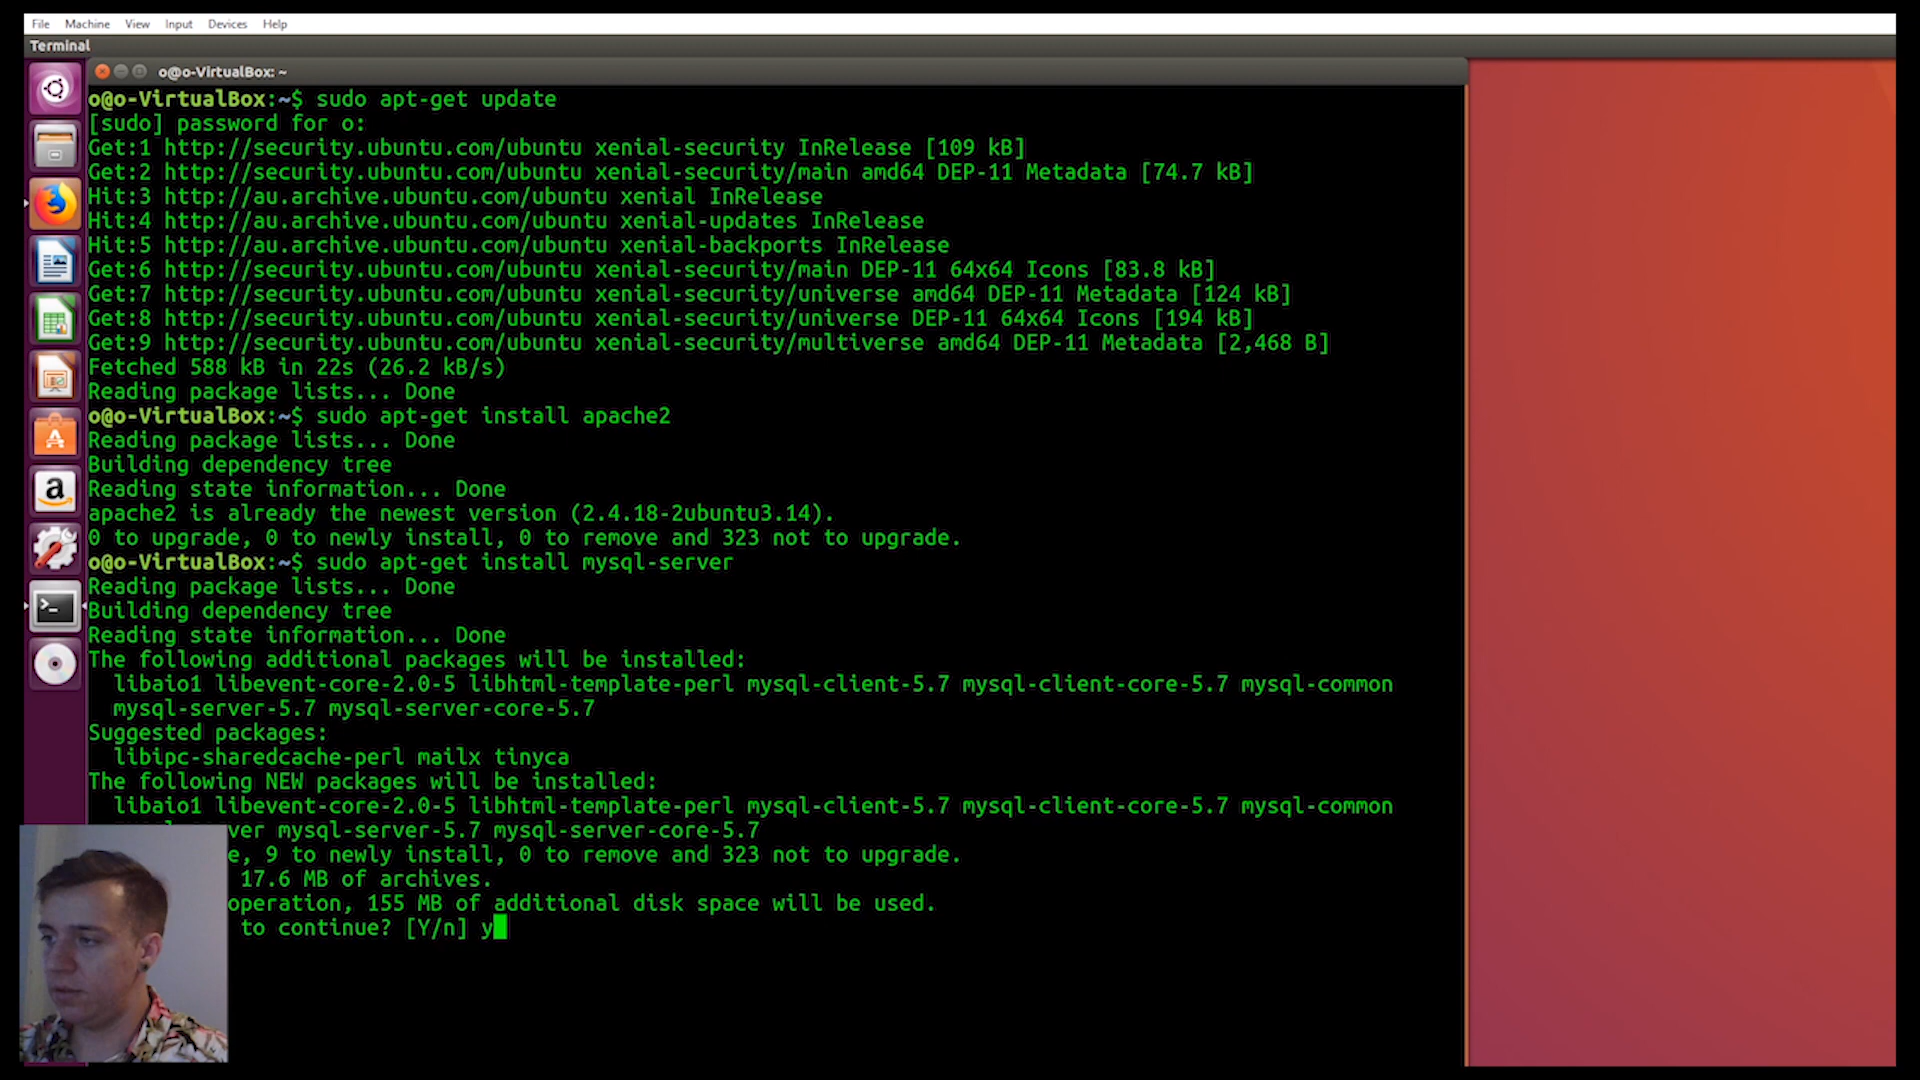 File Machine View Input Devices Help
Terminal
o@o-VirtualBox: ~
o@o-VirtualBox:~$ sudo apt-get update
[sudo] password for o:
Get:1 http://security.ubuntu.com/ubuntu xenial-security InRelease [109 kB]
Get:2 http://security.ubuntu.com/ubuntu xenial-security/main amd64 DEP-11 Metadata [74.7 kB]
Hit:3 http://au.archive.ubuntu.com/ubuntu xenial InRelease
Hit:4 http://au.archive.ubuntu.com/ubuntu xenial-updates InRelease
Hit:5 http://au.archive.ubuntu.com/ubuntu xenial-backports InRelease
Get:6 http://security.ubuntu.com/ubuntu xenial-security/main DEP-11 64x64 Icons [83.8 kB]
Get:7 http://security.ubuntu.com/ubuntu xenial-security/universe amd64 DEP-11 Metadata [124 kB]
Get:8 http://security.ubuntu.com/ubuntu xenial-security/universe DEP-11 64x64 Icons [194 kB]
Get:9 http://security.ubuntu.com/ubuntu xenial-security/multiverse amd64 DEP-11 Metadata [2,468 B]
Fetched 588 kB in 22s (26.2 kB/s)
Reading package lists... Done
o@o-VirtualBox:~$ sudo apt-get install apache2
Reading package lists... Done
Building dependency tree
Reading state information... Done
apache2 is already the newest version (2.4.18-2ubuntu3.14).
0 to upgrade, 0 to newly install, 0 to remove and 323 not to upgrade.
o@o-VirtualBox:~$ sudo apt-get install mysql-server
Reading package lists... Done
Building dependency tree
Reading state information... Done
The following additional packages will be installed:
libaio1 libevent-core-2.0-5 libhtml-template-perl mysql-client-5.7 mysql-client-core-5.7 mysql-common
mysql-server-5.7 mysql-server-core-5.7
Suggested packages:
libipc-sharedcache-perl mailx tinyca
The following NEW packages will be installed:
libaio1 libevent-core-2.0-5 libhtml-template-perl mysql-client-5.7 mysql-client-core-5.7 mysql-common
mysql-server-5.7 mysql-server-core-5.7
9 to newly install, 0 to remove and 323 not to upgrade.
17.6 MB of archives.
operation, 155 MB of additional disk space will be used.
to continue? [Y/n] y